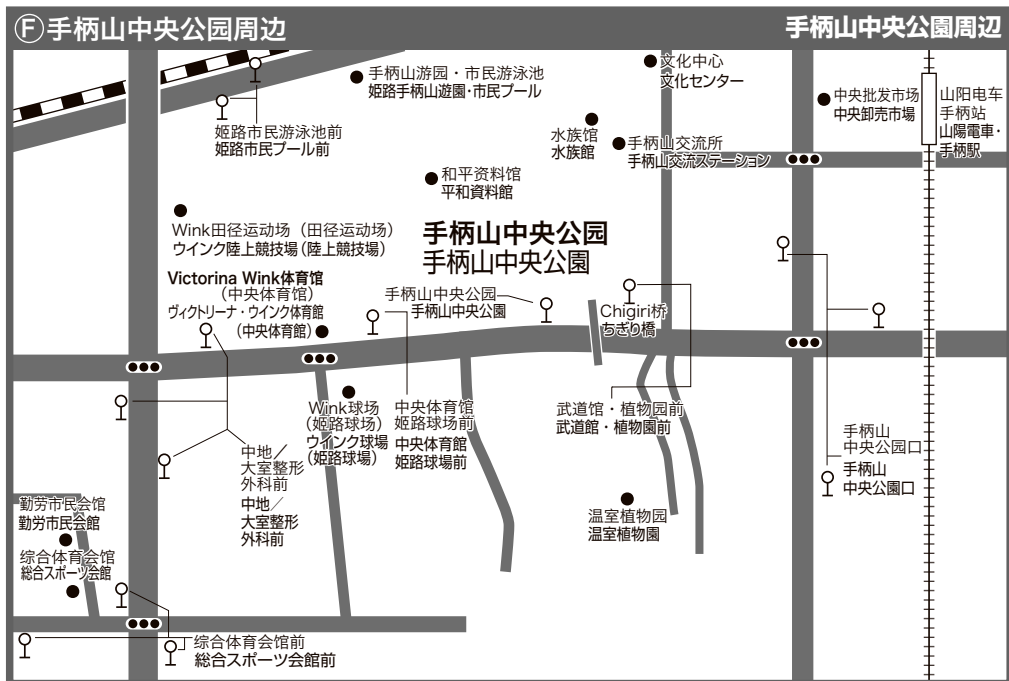 Ⓕ手柄山中央公园周边
手柄山中央公園周辺
手柄山游园・市民游泳池
姫路手柄山遊園・市民プール
文化中心
文化センター
中央批发市场
中央卸売市場
山阳电车
手柄站
山陽電車・
手柄駅
姬路市民游泳池前
姫路市民プール前
水族馆
水族館
手柄山交流所
手柄山交流ステーション
和平资料馆
平和資料館
Wink田径运动场（田径运动场）
ウインク陸上競技場（陸上競技場）
手柄山中央公园
手柄山中央公園
Victorina Wink体育馆
（中央体育馆）
ヴィクトリーナ・ウインク体育館
（中央体育館）
手柄山中央公园
手柄山中央公園
Chigiri桥
ちぎり橋
Wink球场
（姫路球场）
ウインク球場
（姫路球場）
中央体育馆
姫路球场前
中央体育館
姫路球場前
武道馆・植物园前
武道館・植物園前
手柄山
中央公园口
手柄山
中央公園口
中地／
大室整形
外科前
中地／
大室整形
外科前
勤劳市民会馆
勤労市民会館
综合体育会馆
総合スポーツ会館
温室植物园
温室植物園
综合体育会馆前
総合スポーツ会館前